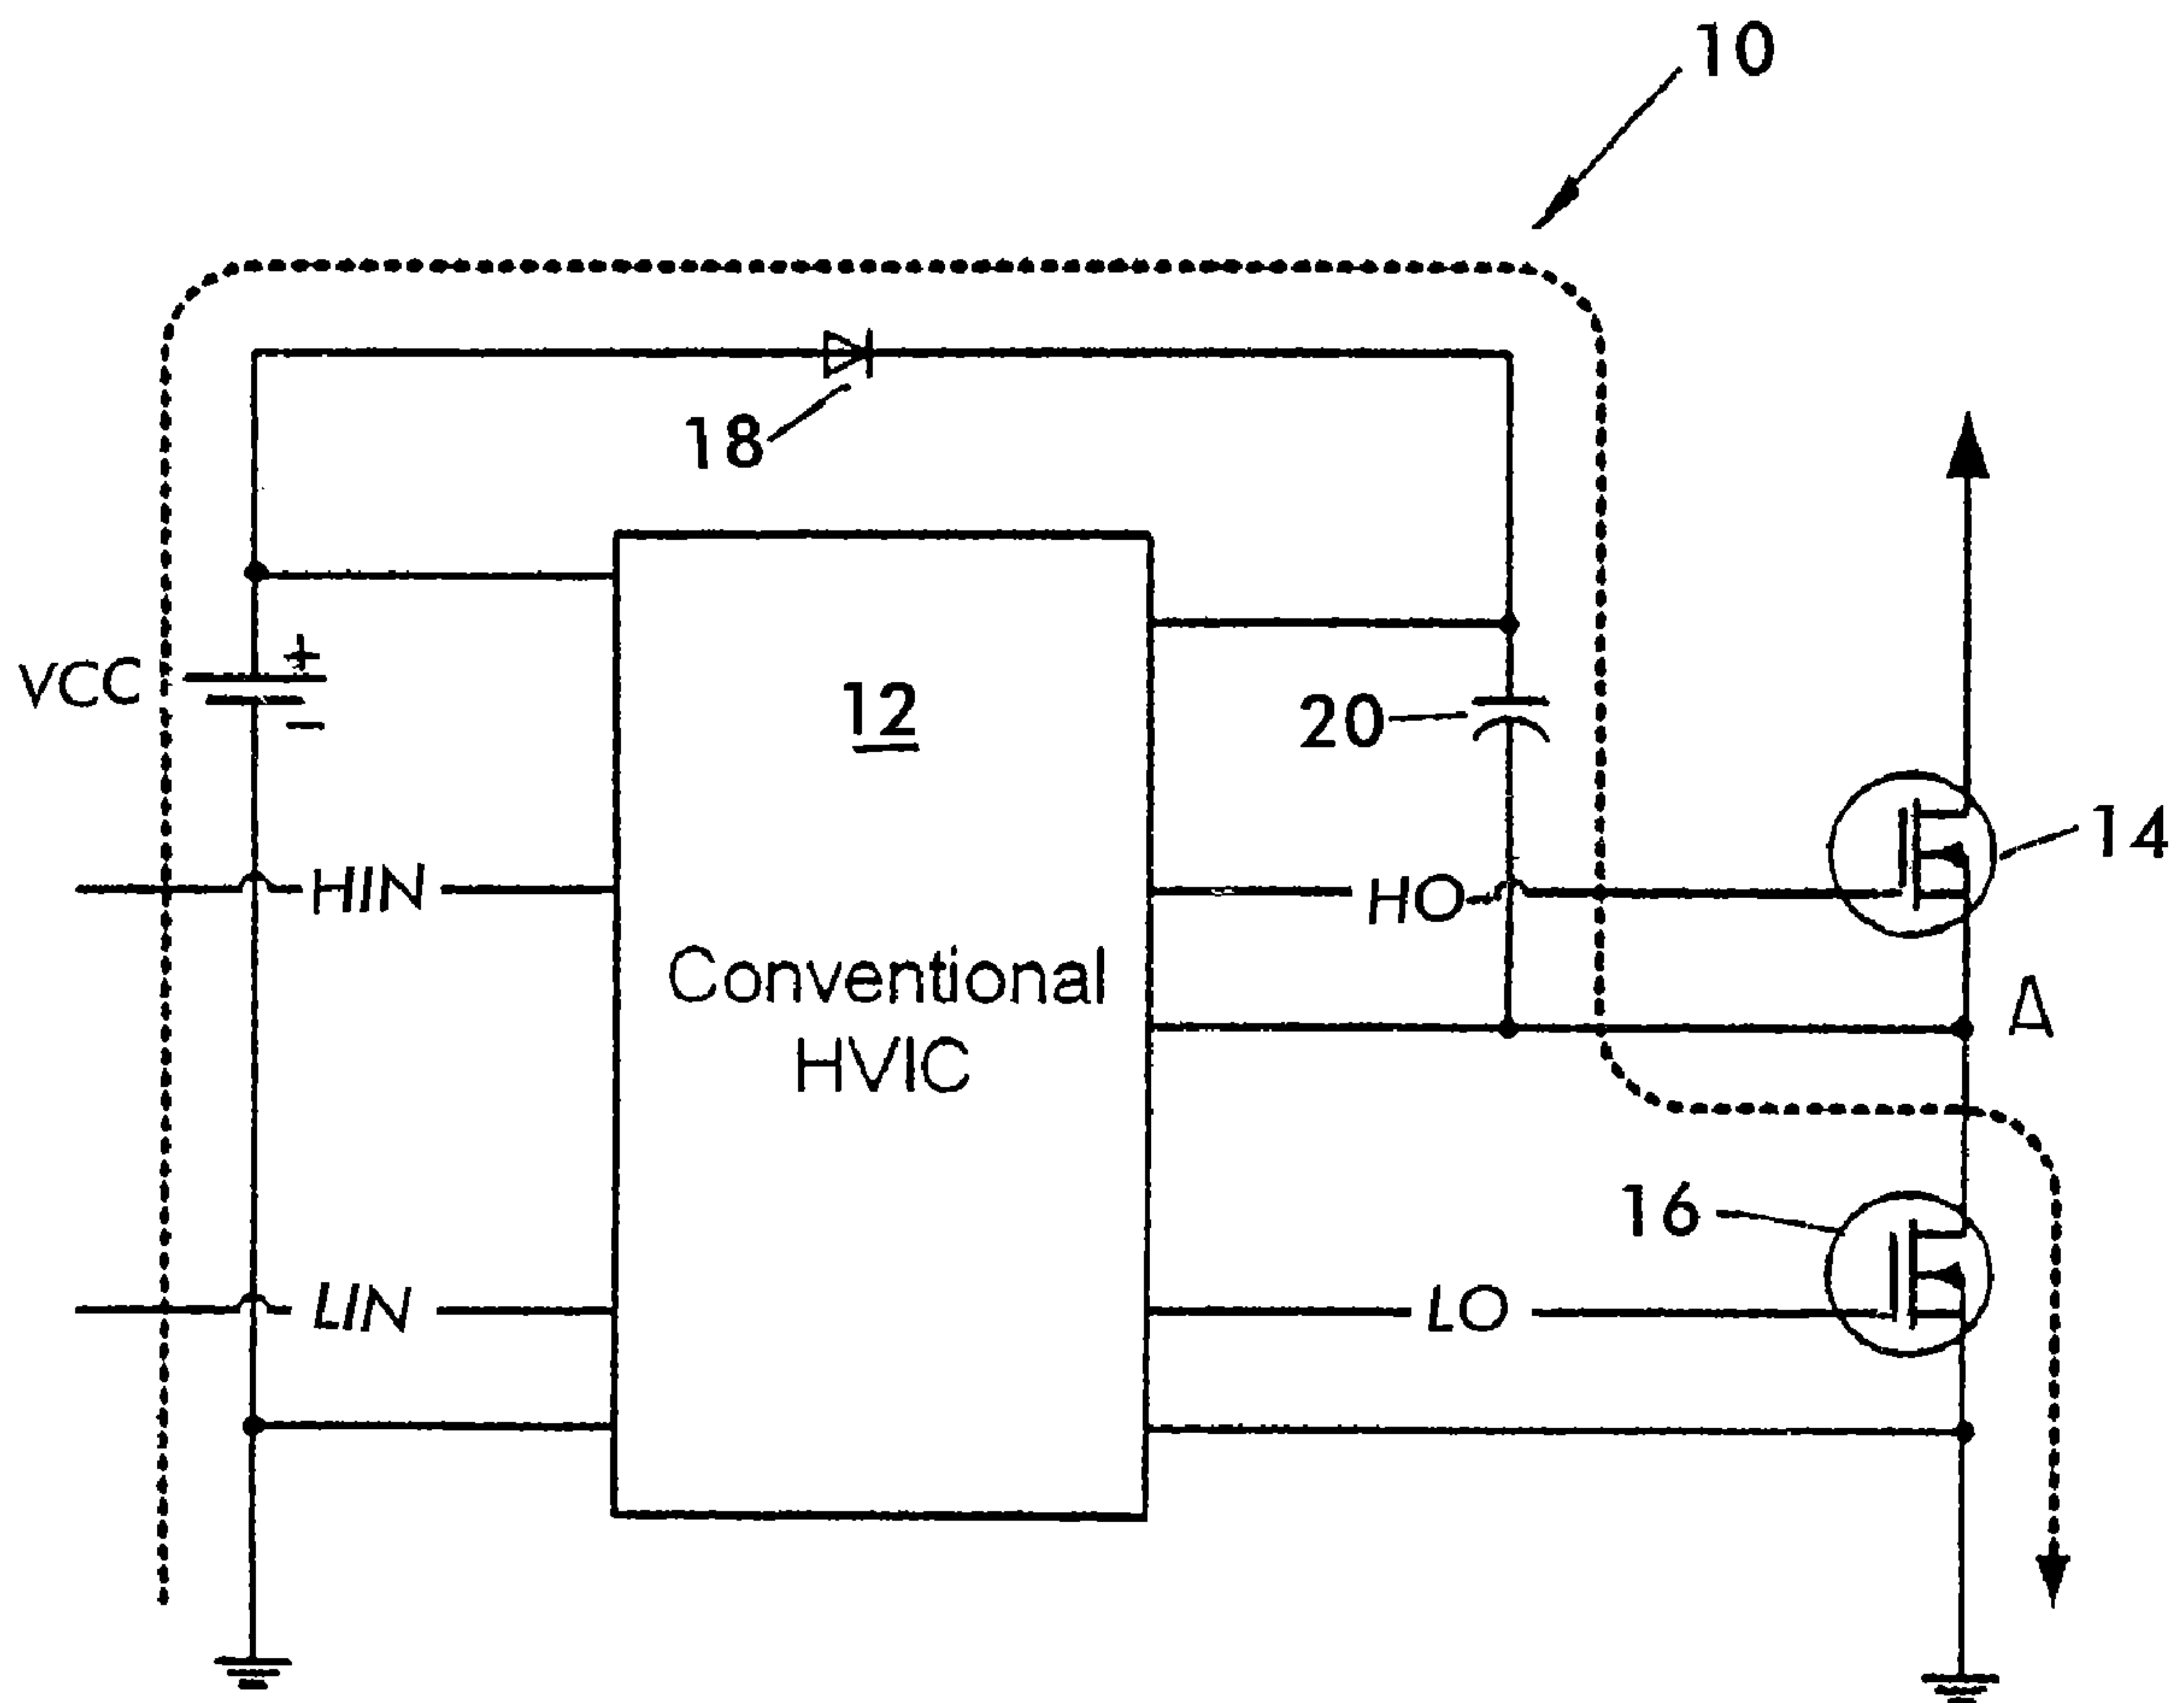 10
18
VCC
+
−
12
20
14
HIN
HO
Conventional
HVIC
A
16
LIN
LO